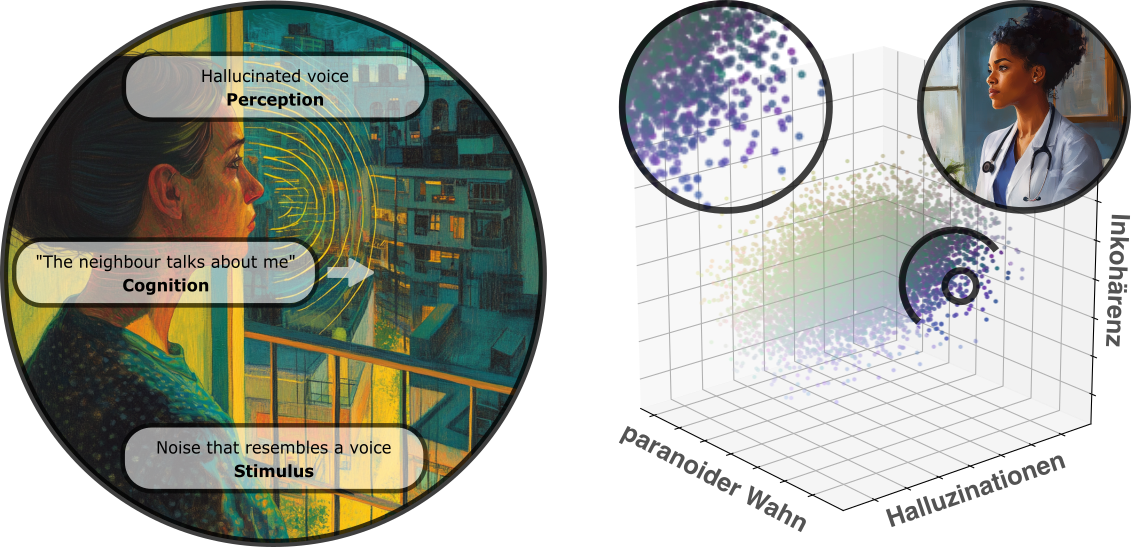 Hallucinated voice
Perception
"The neighbour talks about me"
Cognition
Noise that resembles a voice
Stimulus
paranoider Wahn
Halluzinationen
Inkohärenz